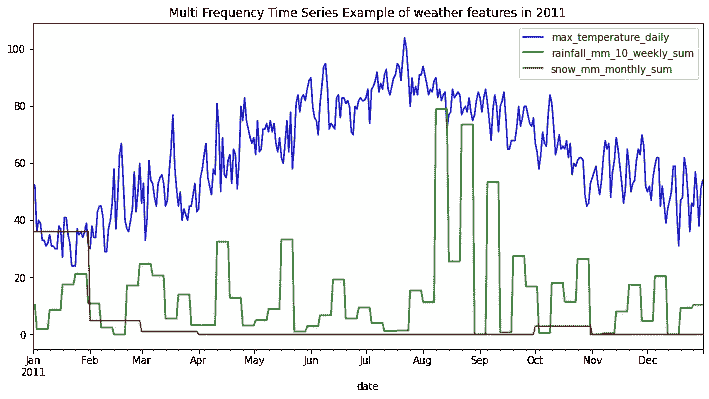 Multi Frequency Time Series Example of weather features in 2011
max_temperature_daily
rainfall_mm_10_weekly_sum
snow_mm_monthly_sum
100
80
60
40
20
0
Jan Feb Mar Apr May Jun Jul Aug Sep Oct Nov Dec
2011
date